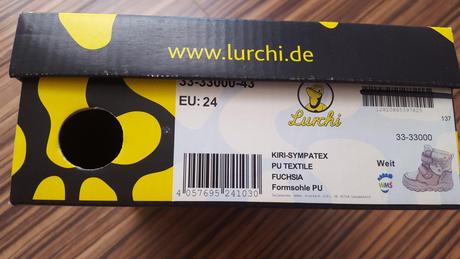 www.lurchi.de
33-33000-43
EU: 24
Lurchi
137
33-33000
KIRI-SYMPATEX
PU TEXTILE
FUCHSIA
Formsohle PU
Weit
WMS
4 057695 241030